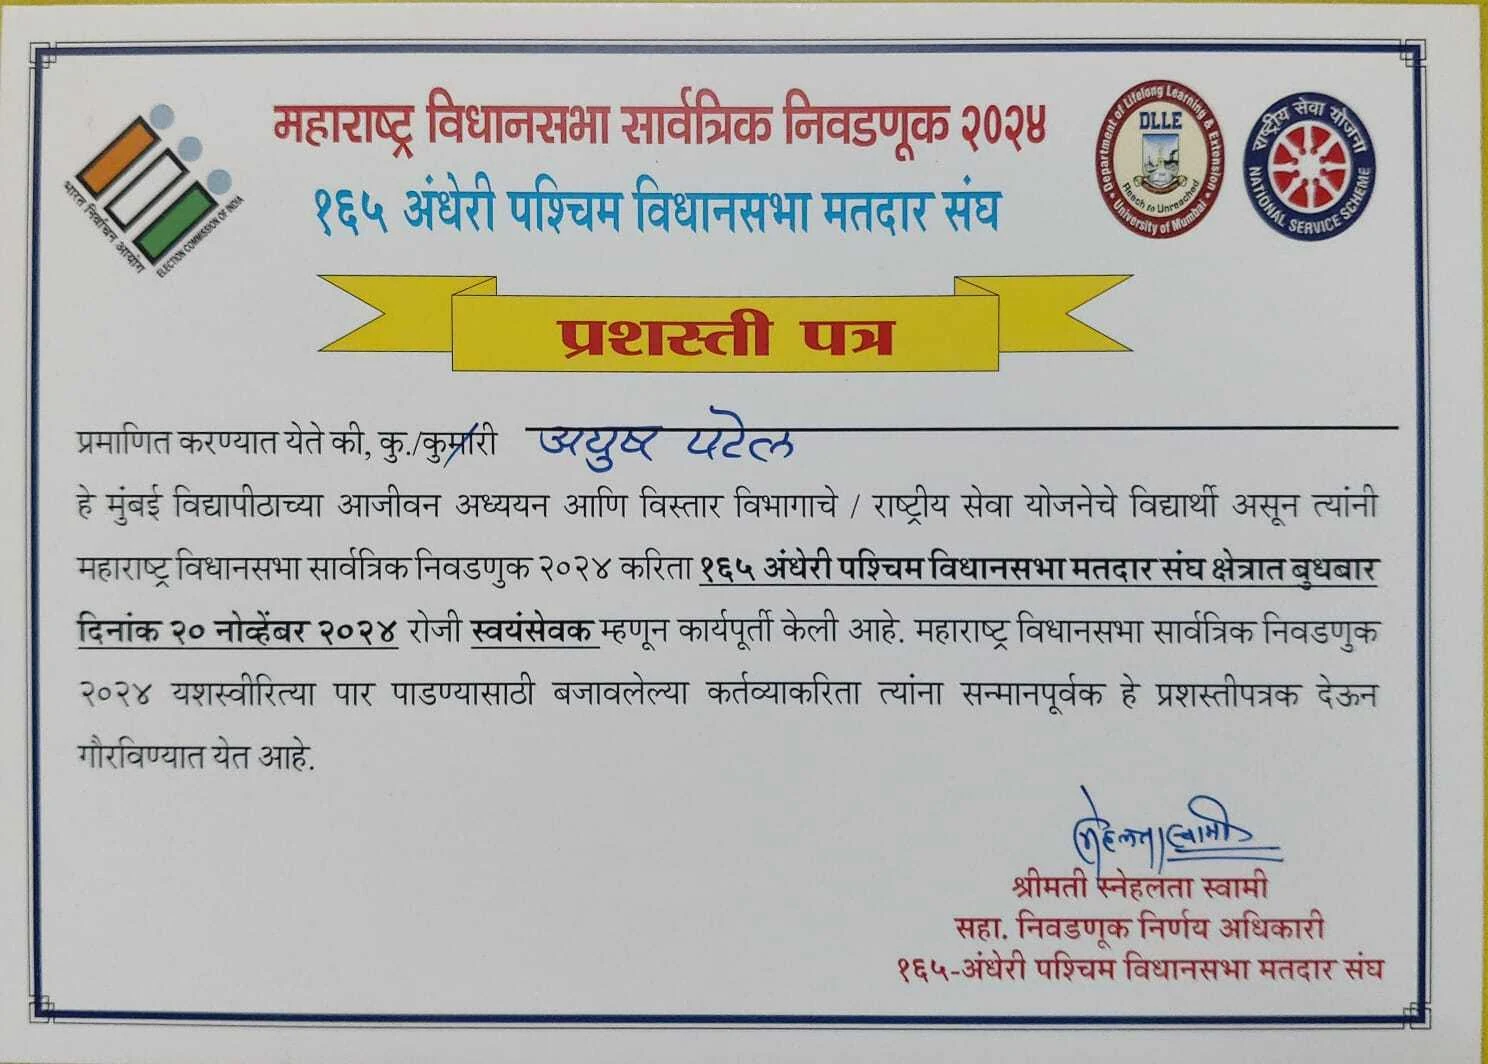 महाराष्ट्र विधानसभा सार्वत्रिक निवडणूक २०२४
१६५ अंधेरी पश्चिम विधानसभा मतदार संघ
भारत निर्वाचन आयोग
ELECTION COMMISSION OF INDIA
Department of Lifelong Learning & Extension
DLLE
Reach to Unreached
University of Mumbai
राष्ट्रीय सेवा योजना
NATIONAL SERVICE SCHEME
प्रशस्ती पत्र
प्रमाणित करण्यात येते की, कु./कुमारी अयुष पटेल
हे मुंबई विद्यापीठाच्या आजीवन अध्ययन आणि विस्तार विभागाचे / राष्ट्रीय सेवा योजनेचे विद्यार्थी असून त्यांनी
महाराष्ट्र विधानसभा सार्वत्रिक निवडणुक २०२४ करिता १६५ अंधेरी पश्चिम विधानसभा मतदार संघ क्षेत्रात बुधबार
दिनांक २० नोव्हेंबर २०२४ रोजी स्वयंसेवक म्हणून कार्यपूर्ती केली आहे. महाराष्ट्र विधानसभा सार्वत्रिक निवडणुक
२०२४ यशस्वीरित्या पार पाडण्यासाठी बजावलेल्या कर्तव्याकरिता त्यांना सन्मानपूर्वक हे प्रशस्तीपत्रक देऊन
गौरविण्यात येत आहे.
स्नेहलता स्वामी
श्रीमती स्नेहलता स्वामी
सहा. निवडणूक निर्णय अधिकारी
१६५-अंधेरी पश्चिम विधानसभा मतदार संघ